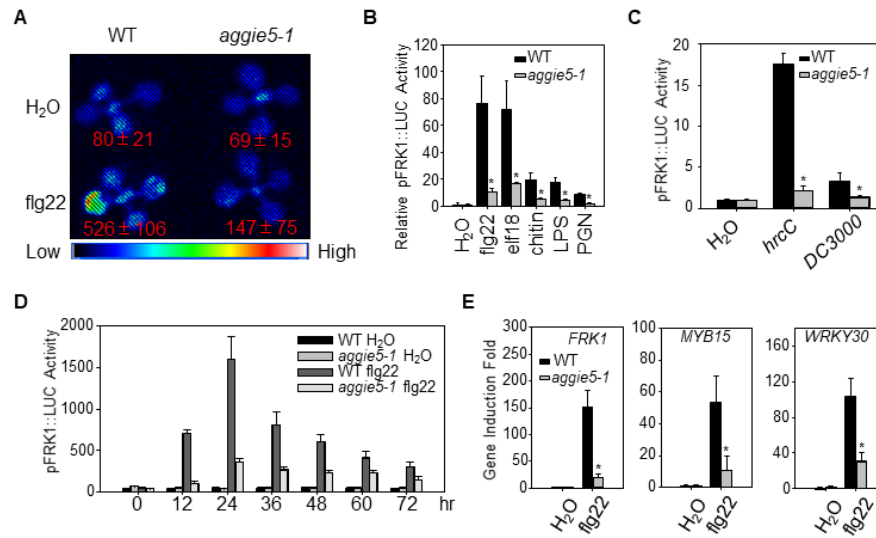 A
WT aggie5-1
H2O
80 ± 21 69 ± 15
flg22
526 ± 106 147 ± 75
Low High
B
Relative pFRK1::LUC Activity
120
100
80
60
40
20
0
WT
aggie5-1
* * * * *
H2O flg22 elf18 chitin LPS PGN
C
pFRK1::LUC Activity
20
15
10
5
0
WT
aggie5-1
* *
H2O hrcC DC3000
D
pFRK1::LUC Activity
2000
1500
1000
500
0
WT H2O
aggie5-1 H2O
WT flg22
aggie5-1 flg22
0 12 24 36 48 60 72 hr
E
Gene Induction Fold
300
250
200
150
100
50
0
FRK1
WT
aggie5-1
*
H2O flg22
100
80
60
40
20
0
MYB15
*
H2O flg22
160
120
80
40
0
WRKY30
*
H2O flg22